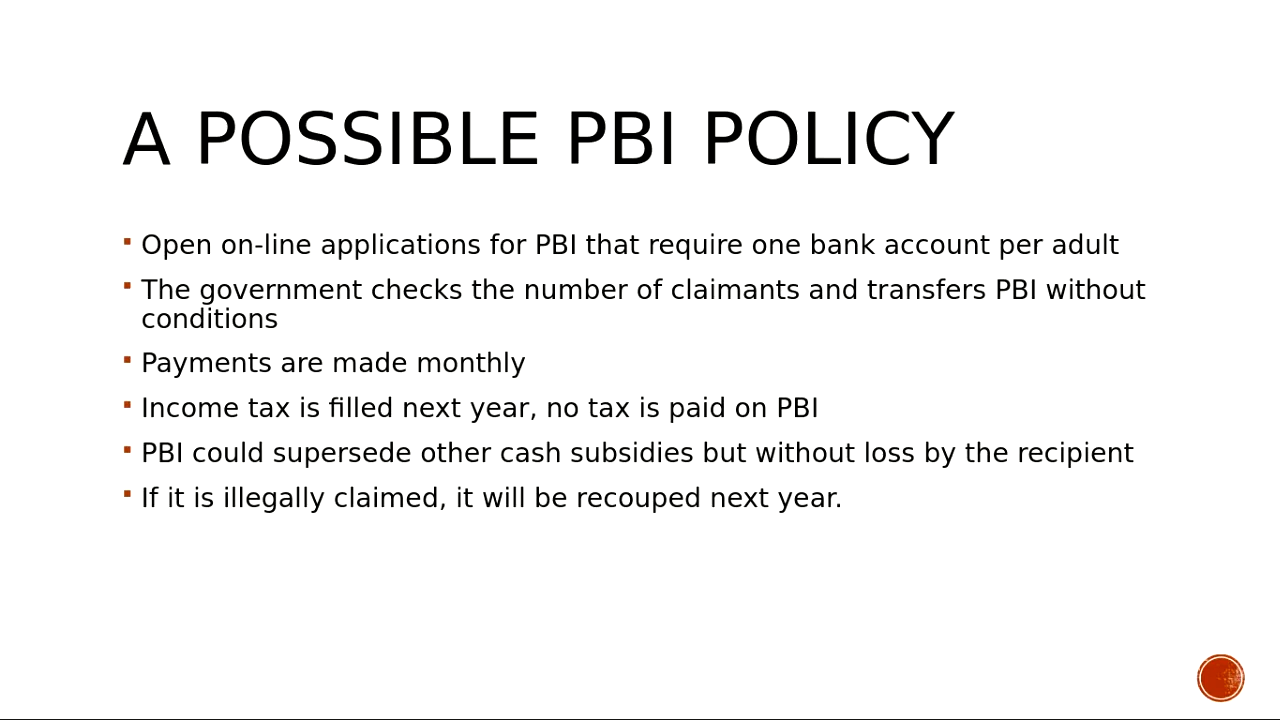 A POSSIBLE PBI POLICY
▪ Open on-line applications for PBI that require one bank account per adult
▪ The government checks the number of claimants and transfers PBI without
conditions
▪ Payments are made monthly
▪ Income tax is filled next year, no tax is paid on PBI
▪ PBI could supersede other cash subsidies but without loss by the recipient
▪ If it is illegally claimed, it will be recouped next year.